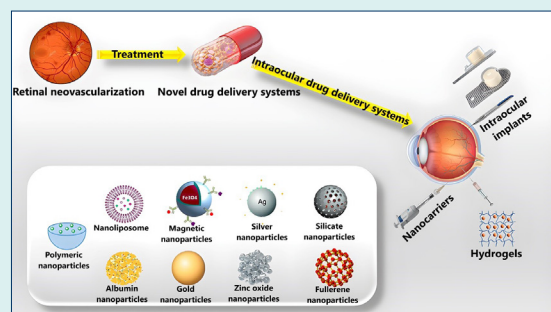 Treatment
Retinal neovascularization
Novel drug delivery systems
Intraocular drug delivery systems
Intraocular
implants
Nanocarriers
Hydrogels
Polymeric
nanoparticles
Nanoliposome
Fe3O4
Magnetic
nanoparticles
Ag
Silver
nanoparticles
Silicate
nanoparticles
Albumin
nanoparticles
Gold
nanoparticles
Zinc oxide
nanoparticles
Fullerene
nanoparticles